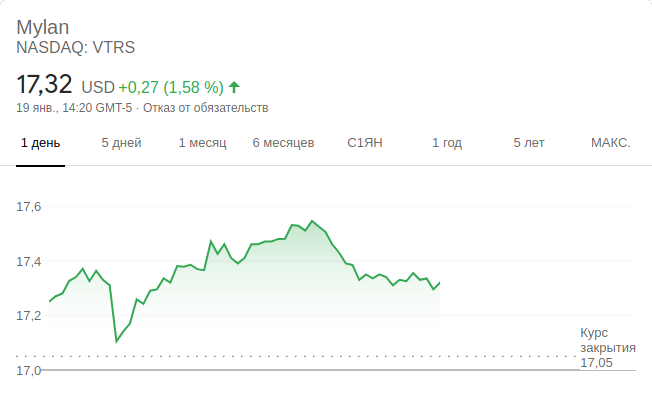 Mylan
NASDAQ: VTRS
17,32 USD +0,27 (1,58 %)
19 янв., 14:20 GMT-5 · Отказ от обязательств
1 день 5 дней 1 месяц 6 месяцев С1ЯН 1 год 5 лет МАКС.
17,6
17,4
17,2
17,0
Курс
закрытия
17,05